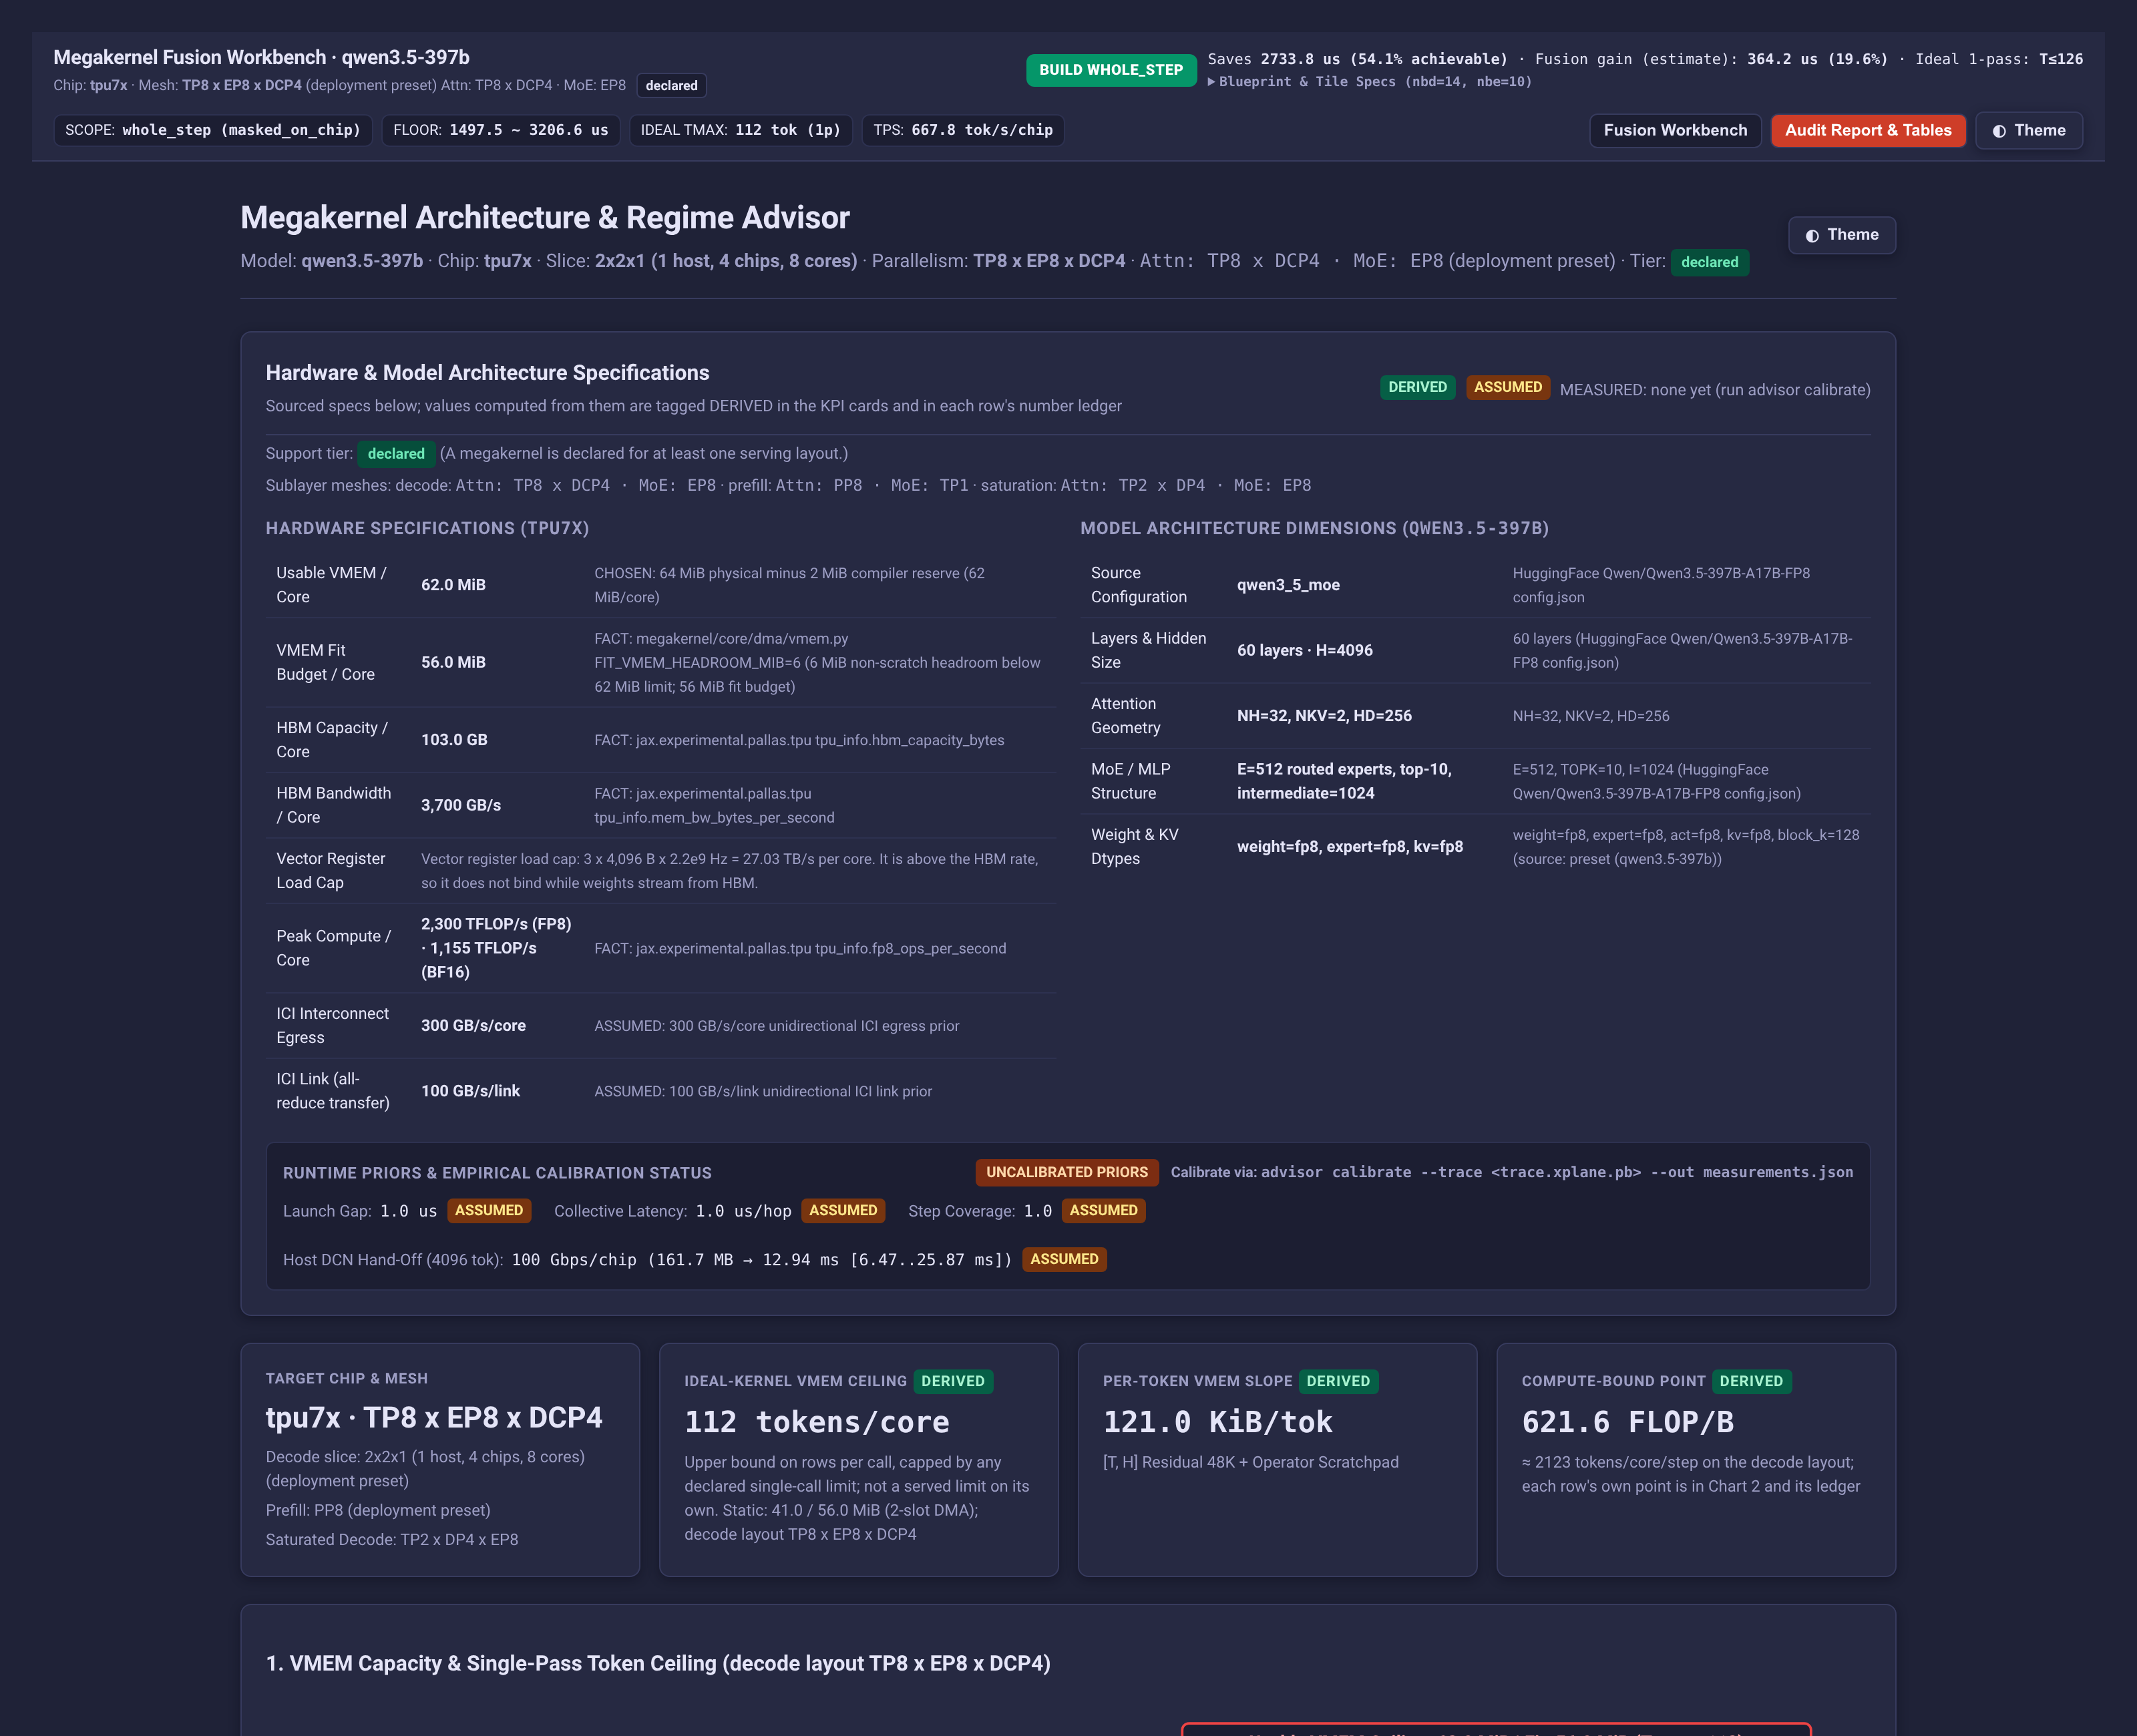 Megakernel Fusion Workbench · qwen3.5-397b
Chip: tpu7x · Mesh: TP8 x EP8 x DCP4 (deployment preset) Attn: TP8 x DCP4 · MoE: EP8 declared
BUILD WHOLE_STEP
Saves 2733.8 us (54.1% achievable) · Fusion gain (estimate): 364.2 us (19.6%) · Ideal 1-pass: T≤126
▶ Blueprint & Tile Specs (nbd=14, nbe=10)
SCOPE: whole_step (masked_on_chip) FLOOR: 1497.5 ~ 3206.6 us IDEAL TMAX: 112 tok (1p) TPS: 667.8 tok/s/chip
Fusion Workbench Audit Report & Tables ◐ Theme
Megakernel Architecture & Regime Advisor
◐ Theme
Model: qwen3.5-397b · Chip: tpu7x · Slice: 2x2x1 (1 host, 4 chips, 8 cores) · Parallelism: TP8 x EP8 x DCP4 · Attn: TP8 x DCP4 · MoE: EP8 (deployment preset) · Tier: declared
Hardware & Model Architecture Specifications
Sourced specs below; values computed from them are tagged DERIVED in the KPI cards and in each row's number ledger
DERIVED ASSUMED MEASURED: none yet (run advisor calibrate)
Support tier: declared (A megakernel is declared for at least one serving layout.)
Sublayer meshes: decode: Attn: TP8 x DCP4 · MoE: EP8 · prefill: Attn: PP8 · MoE: TP1 · saturation: Attn: TP2 x DP4 · MoE: EP8
HARDWARE SPECIFICATIONS (TPU7X)
Usable VMEM /
Core
62.0 MiB
CHOSEN: 64 MiB physical minus 2 MiB compiler reserve (62
MiB/core)
VMEM Fit
Budget / Core
56.0 MiB
FACT: megakernel/core/dma/vmem.py
FIT_VMEM_HEADROOM_MIB=6 (6 MiB non-scratch headroom below
62 MiB limit; 56 MiB fit budget)
HBM Capacity /
Core
103.0 GB
FACT: jax.experimental.pallas.tpu tpu_info.hbm_capacity_bytes
HBM Bandwidth
/ Core
3,700 GB/s
FACT: jax.experimental.pallas.tpu
tpu_info.mem_bw_bytes_per_second
Vector Register
Load Cap
Vector register load cap: 3 x 4,096 B x 2.2e9 Hz = 27.03 TB/s per core. It is above the HBM rate,
so it does not bind while weights stream from HBM.
Peak Compute /
Core
2,300 TFLOP/s (FP8)
· 1,155 TFLOP/s
(BF16)
FACT: jax.experimental.pallas.tpu tpu_info.fp8_ops_per_second
ICI Interconnect
Egress
300 GB/s/core
ASSUMED: 300 GB/s/core unidirectional ICI egress prior
ICI Link (all-
reduce transfer)
100 GB/s/link
ASSUMED: 100 GB/s/link unidirectional ICI link prior
MODEL ARCHITECTURE DIMENSIONS (QWEN3.5-397B)
Source
Configuration
qwen3_5_moe
HuggingFace Qwen/Qwen3.5-397B-A17B-FP8
config.json
Layers & Hidden
Size
60 layers · H=4096
60 layers (HuggingFace Qwen/Qwen3.5-397B-A17B-
FP8 config.json)
Attention
Geometry
NH=32, NKV=2, HD=256
NH=32, NKV=2, HD=256
MoE / MLP
Structure
E=512 routed experts, top-10,
intermediate=1024
E=512, TOPK=10, I=1024 (HuggingFace
Qwen/Qwen3.5-397B-A17B-FP8 config.json)
Weight & KV
Dtypes
weight=fp8, expert=fp8, kv=fp8
weight=fp8, expert=fp8, act=fp8, kv=fp8, block_k=128
(source: preset (qwen3.5-397b))
RUNTIME PRIORS & EMPIRICAL CALIBRATION STATUS
UNCALIBRATED PRIORS Calibrate via: advisor calibrate --trace <trace.xplane.pb> --out measurements.json
Launch Gap: 1.0 us ASSUMED Collective Latency: 1.0 us/hop ASSUMED Step Coverage: 1.0 ASSUMED
Host DCN Hand-Off (4096 tok): 100 Gbps/chip (161.7 MB → 12.94 ms [6.47..25.87 ms]) ASSUMED
TARGET CHIP & MESH
tpu7x · TP8 x EP8 x DCP4
Decode slice: 2x2x1 (1 host, 4 chips, 8 cores)
(deployment preset)
Prefill: PP8 (deployment preset)
Saturated Decode: TP2 x DP4 x EP8
IDEAL-KERNEL VMEM CEILING DERIVED
112 tokens/core
Upper bound on rows per call, capped by any
declared single-call limit; not a served limit on its
own. Static: 41.0 / 56.0 MiB (2-slot DMA);
decode layout TP8 x EP8 x DCP4
PER-TOKEN VMEM SLOPE DERIVED
121.0 KiB/tok
[T, H] Residual 48K + Operator Scratchpad
COMPUTE-BOUND POINT DERIVED
621.6 FLOP/B
≈ 2123 tokens/core/step on the decode layout;
each row's own point is in Chart 2 and its ledger
1. VMEM Capacity & Single-Pass Token Ceiling (decode layout TP8 x EP8 x DCP4)